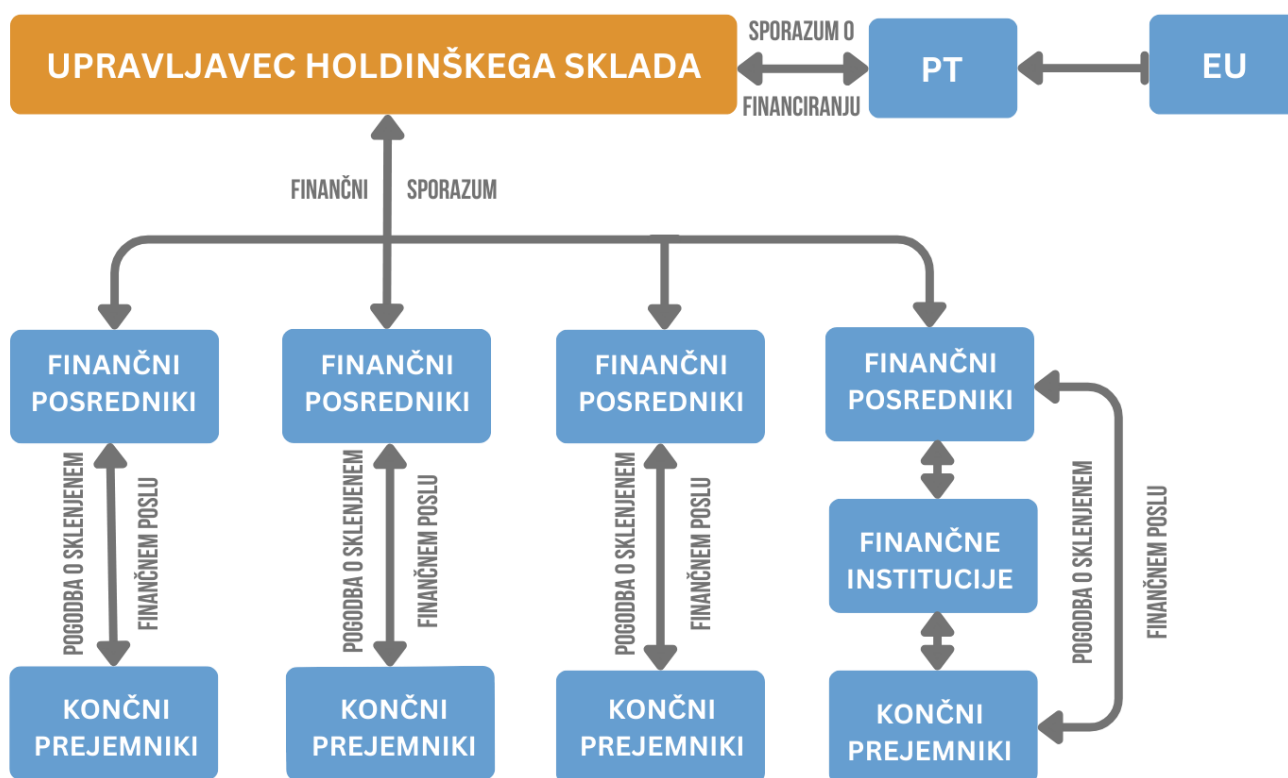 UPRAVLJAVEC HOLDINŠKEGA SKLADA
SPORAZUM O
FINANCIRANJU
PT
EU
FINANČNI SPORAZUM
FINANČNI
POSREDNIKI
FINANČNI
POSREDNIKI
FINANČNI
POSREDNIKI
FINANČNI
POSREDNIKI
POGODBA O SKLENJENEM
FINANČNEM POSLU
POGODBA O SKLENJENEM
FINANČNEM POSLU
POGODBA O SKLENJENEM
FINANČNEM POSLU
FINANČNE
INSTITUCIJE
POGODBA O SKLENJENEM
FINANČNEM POSLU
KONČNI
PREJEMNIKI
KONČNI
PREJEMNIKI
KONČNI
PREJEMNIKI
KONČNI
PREJEMNIKI